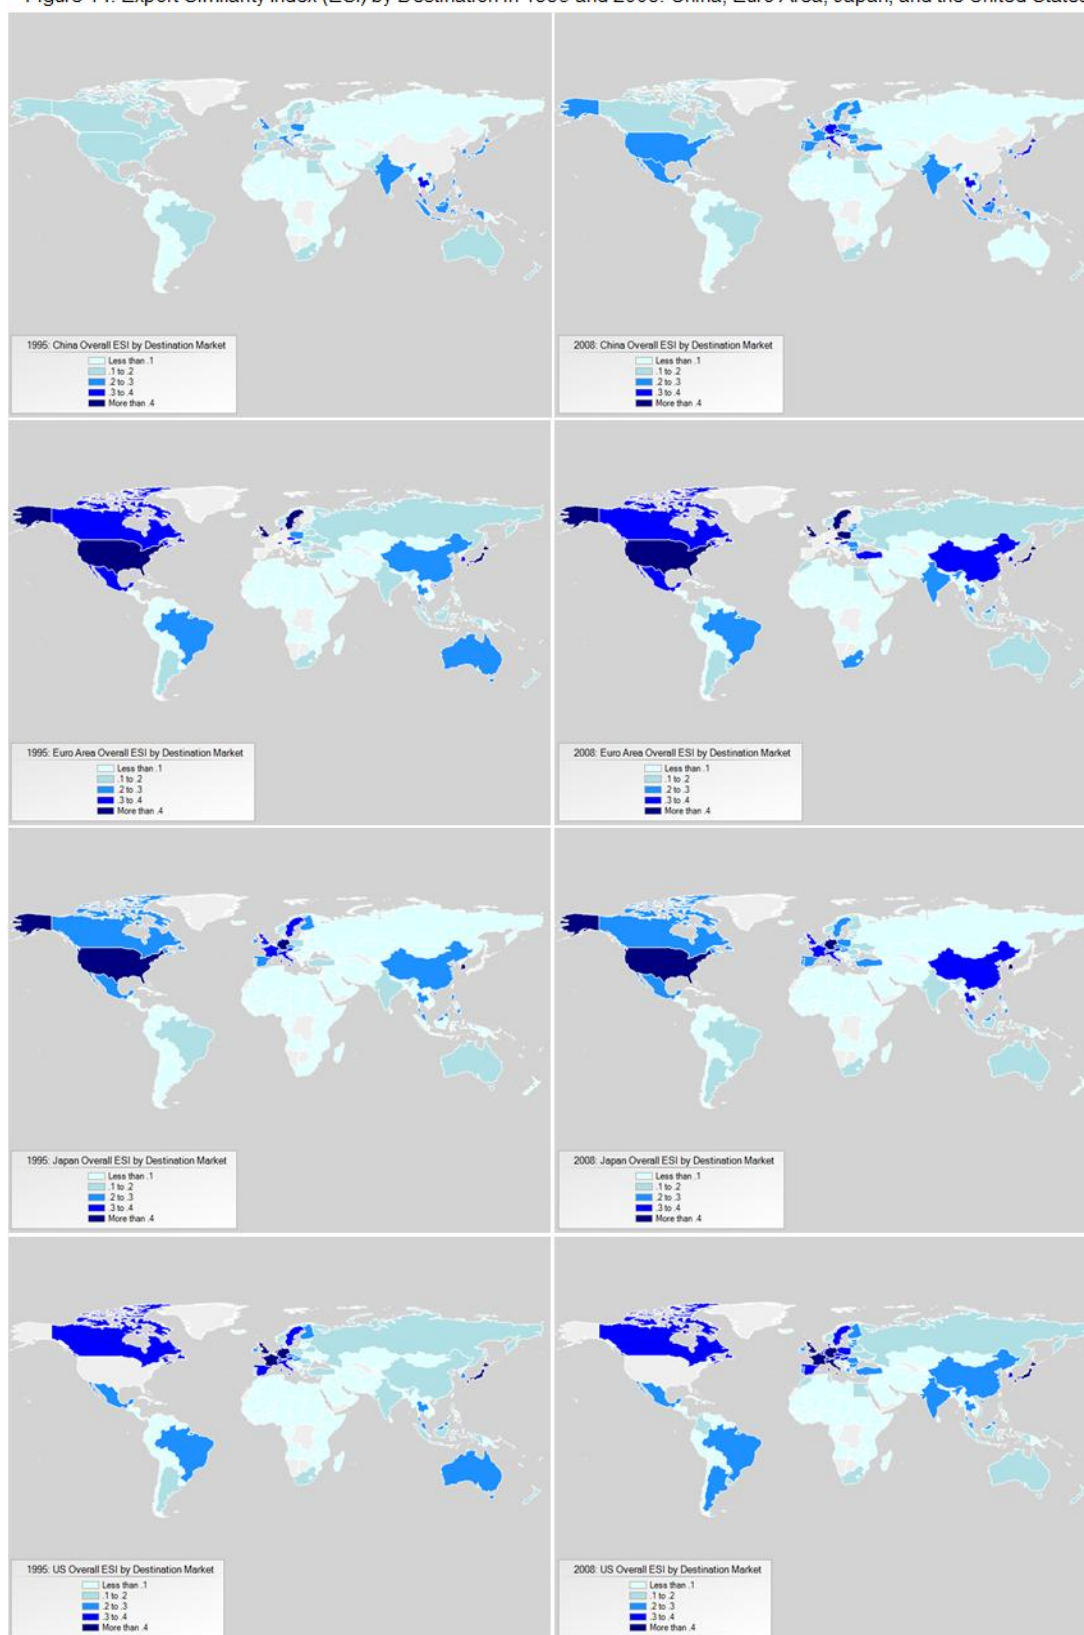 Export Similarity Index (ESI) by Destination in 1995 and 2008: China, Euro Area, Japan, and the United States
1995: China Overall ESI by Destination Market
Less than .1
.1 to .2
.2 to .3
.3 to .4
More than .4
2008: China Overall ESI by Destination Market
Less than .1
.1 to .2
.2 to .3
.3 to .4
More than .4
1995: Euro Area Overall ESI by Destination Market
Less than .1
.1 to .2
.2 to .3
.3 to .4
More than .4
2008: Euro Area Overall ESI by Destination Market
Less than .1
.1 to .2
.2 to .3
.3 to .4
More than .4
1995: Japan Overall ESI by Destination Market
Less than .1
.1 to .2
.2 to .3
.3 to .4
More than .4
2008: Japan Overall ESI by Destination Market
Less than .1
.1 to .2
.2 to .3
.3 to .4
More than .4
1995: US Overall ESI by Destination Market
Less than .1
.1 to .2
.2 to .3
.3 to .4
More than .4
2008: US Overall ESI by Destination Market
Less than .1
.1 to .2
.2 to .3
.3 to .4
More than .4